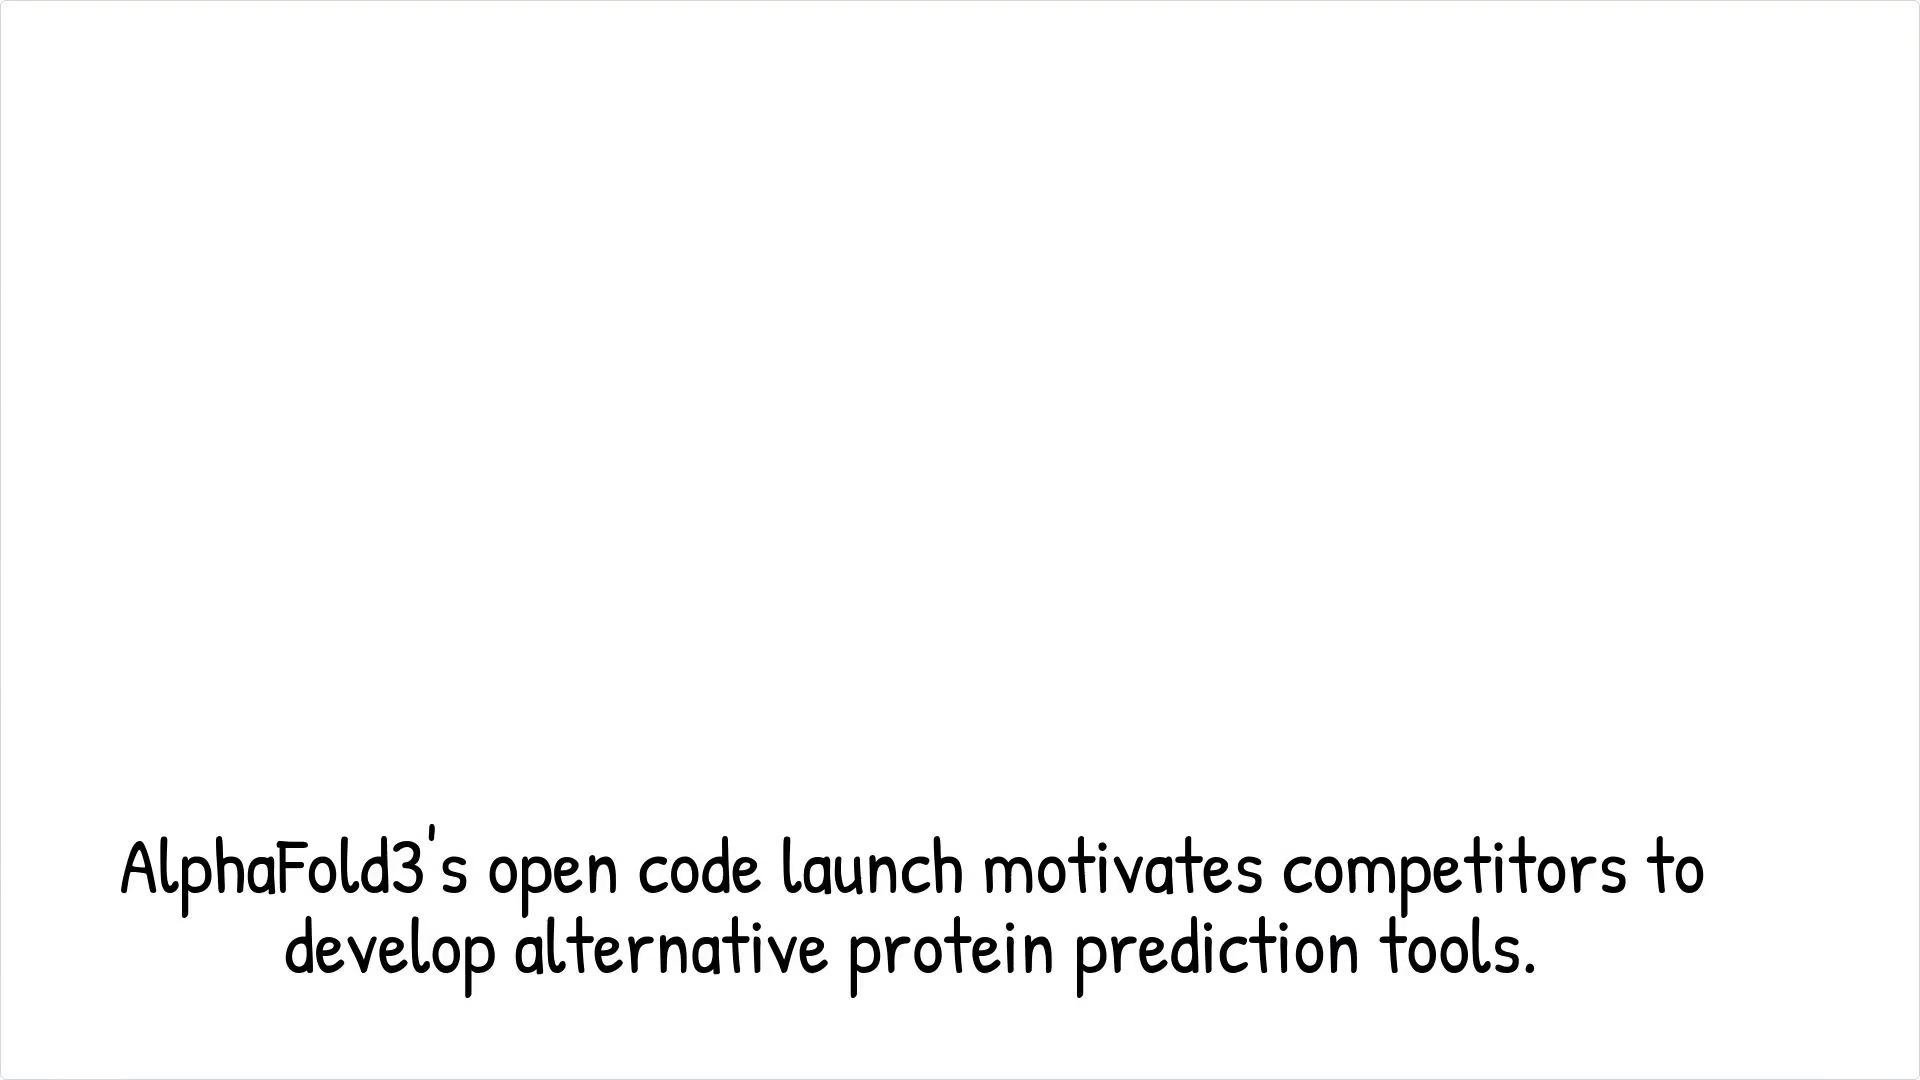 AlphaFold3's open code launch motivates competitors to
develop alternative protein prediction tools.